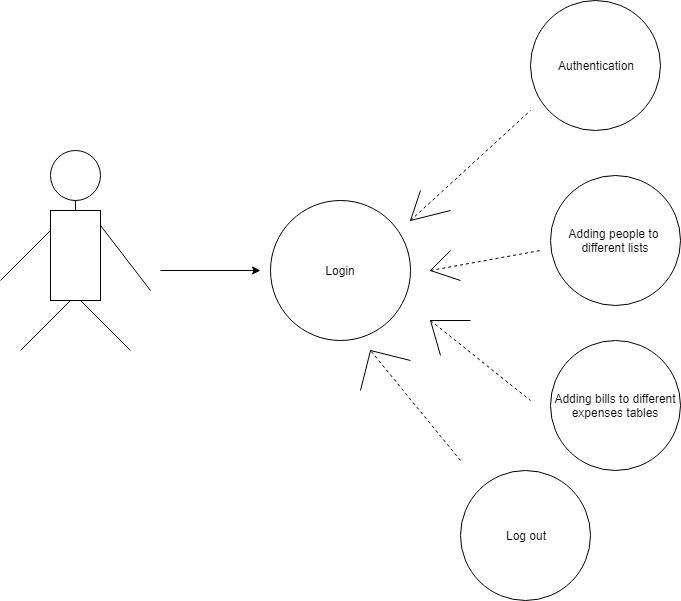 Authentication
Adding people to
different lists
Login
Adding bills to different
expenses tables
Log out